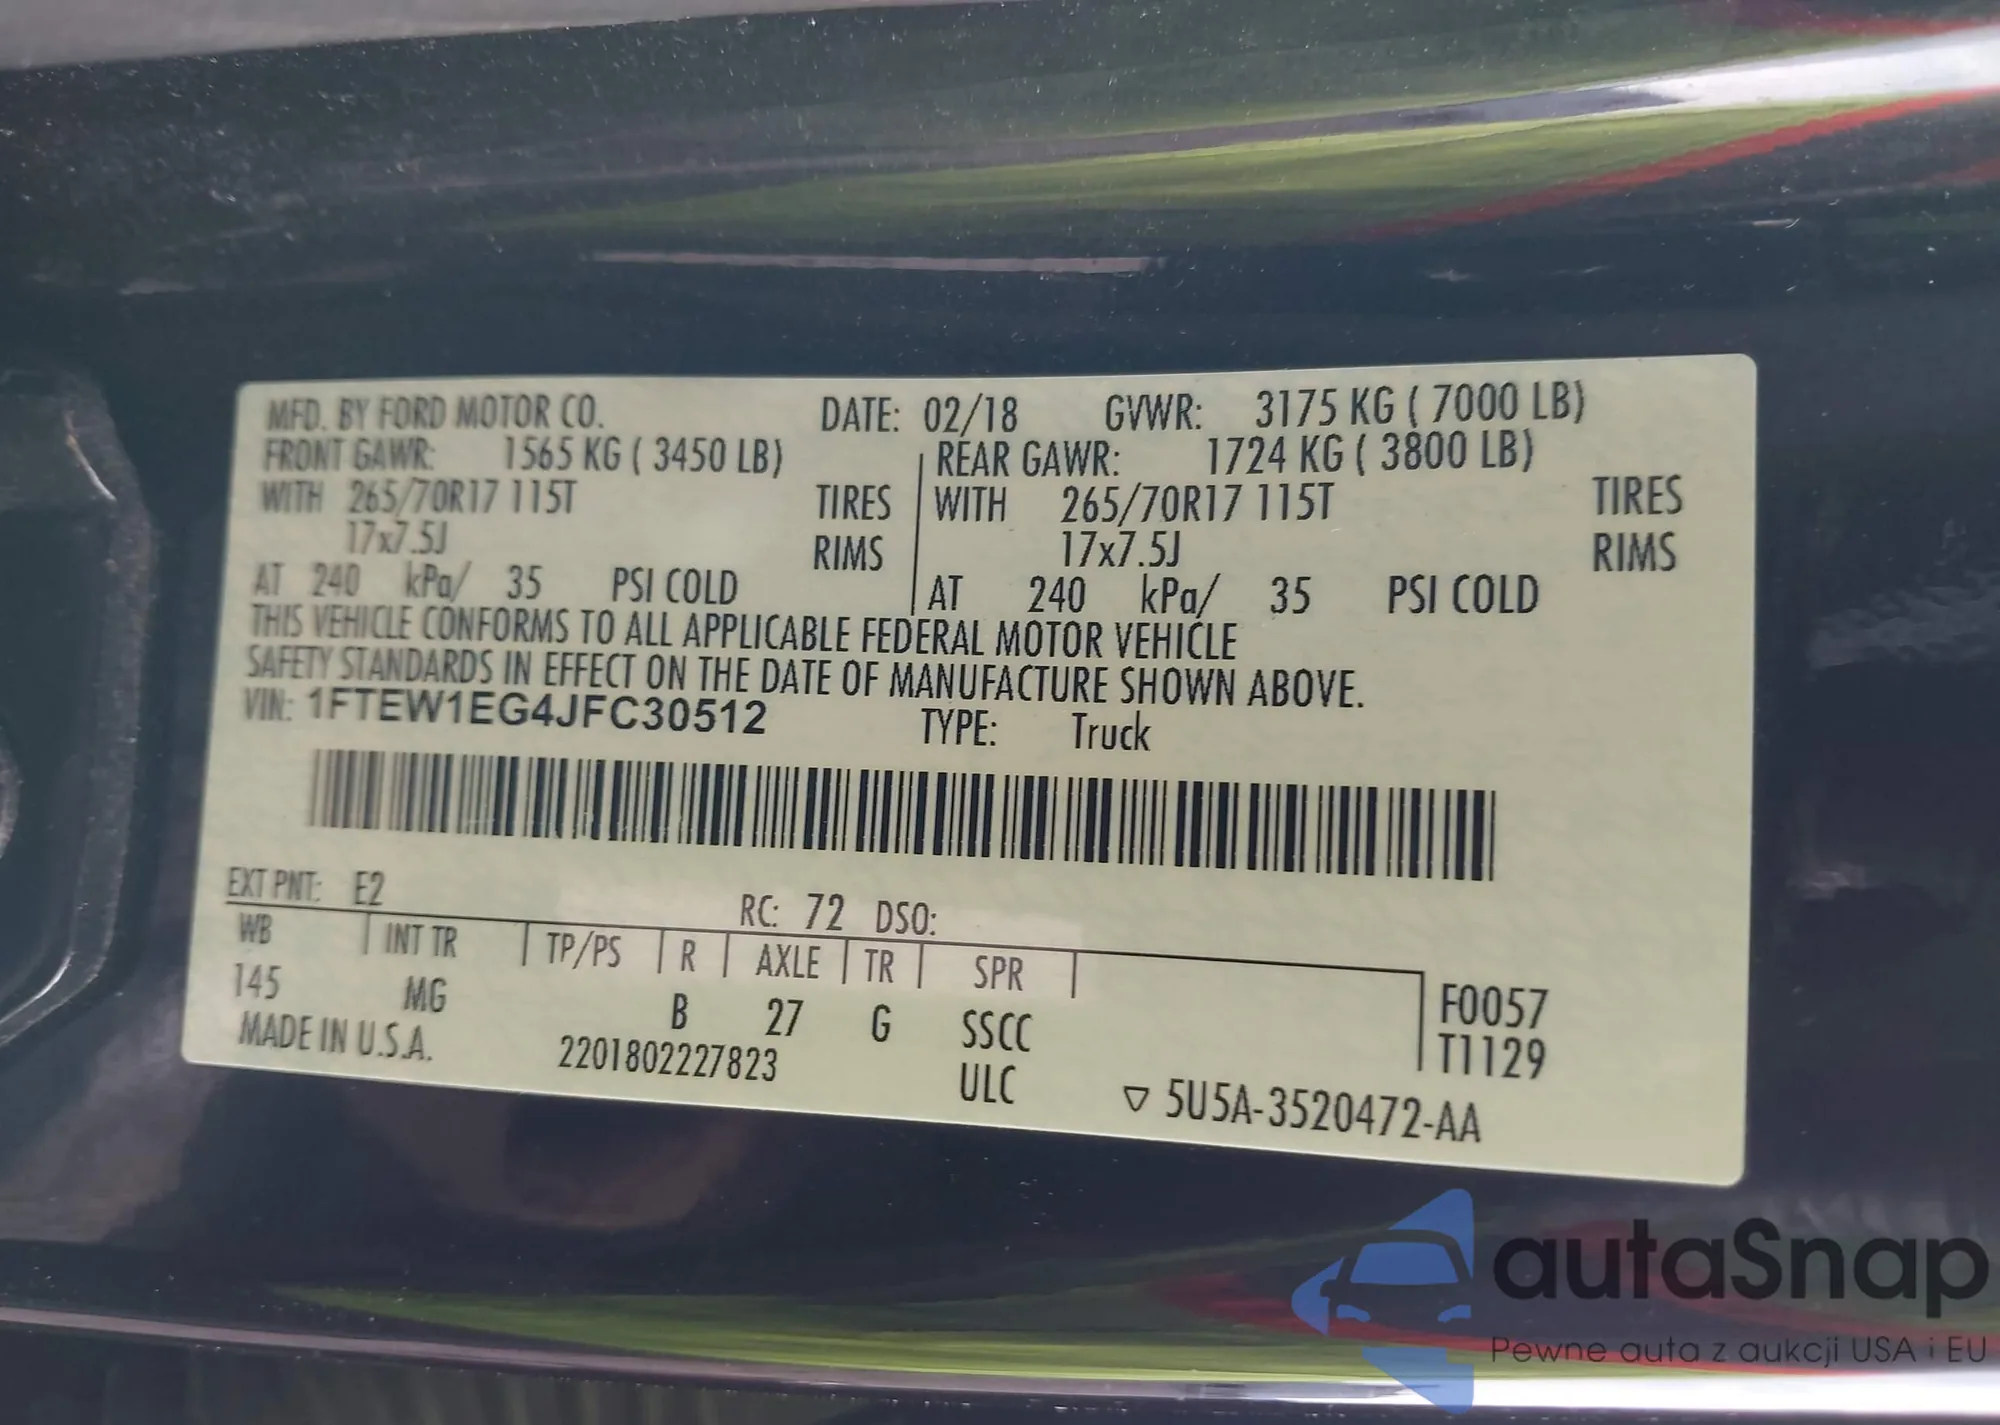 MFD. BY FORD MOTOR CO. DATE: 02/18 GVWR: 3175 KG ( 7000 LB)
FRONT GAWR: 1565 KG ( 3450 LB) REAR GAWR: 1724 KG ( 3800 LB)
WITH 265/70R17 115T TIRES WITH 265/70R17 115T TIRES
17x7.5J RIMS 17x7.5J RIMS
AT 240 kPa/ 35 PSI COLD AT 240 kPa/ 35 PSI COLD
THIS VEHICLE CONFORMS TO ALL APPLICABLE FEDERAL MOTOR VEHICLE
SAFETY STANDARDS IN EFFECT ON THE DATE OF MANUFACTURE SHOWN ABOVE.
VIN: 1FTEW1EG4JFC30512 TYPE: Truck
EXT PNT: E2 RC: 72 DSO:
WB INT TR TP/PS R AXLE TR SPR
145 MG B 27 G SSCC F0057
ULC T1129
MADE IN U.S.A. 2201802227823 ▽ 5U5A-3520472-AA
autaSnap
Pewne auta z aukcji USA i EU